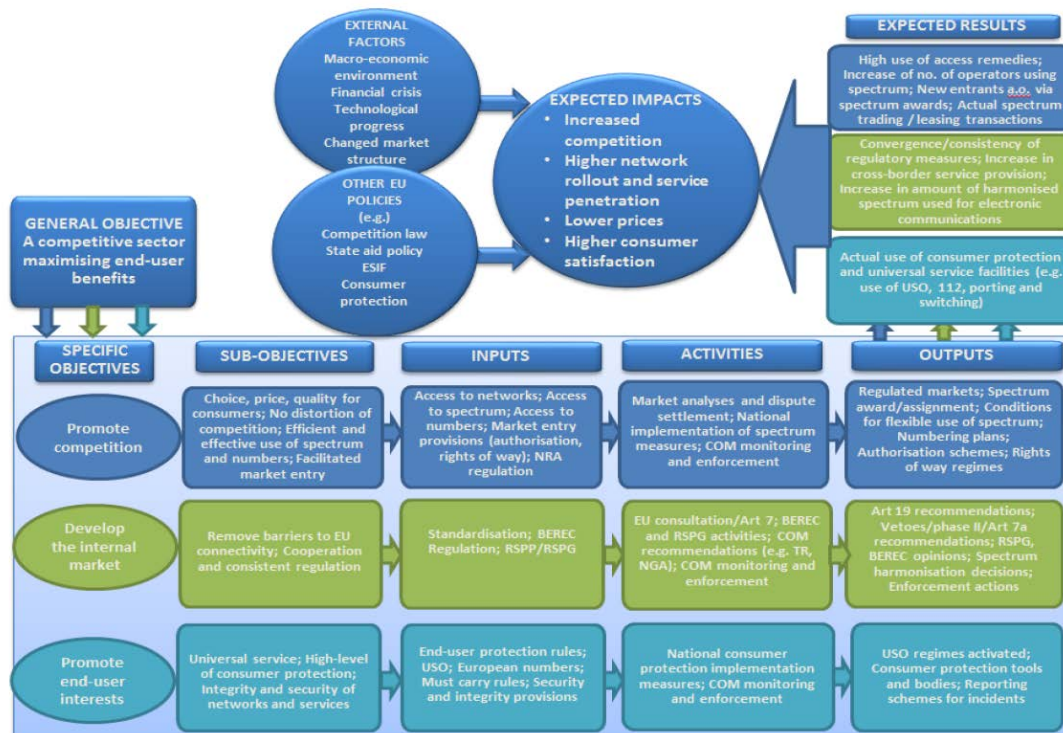 EXTERNAL
FACTORS
Macro-economic
environment
Financial crisis
Technological
progress
Changed market
structure
OTHER EU
POLICIES
(e.g.)
Competition law
State aid policy
ESIF
Consumer
protection
EXPECTED IMPACTS
• Increased
competition
• Higher network
rollout and service
penetration
• Lower prices
• Higher consumer
satisfaction
EXPECTED RESULTS
High use of access remedies;
Increase of no. of operators using
spectrum; New entrants a.o. via
spectrum awards; Actual spectrum
trading / leasing transactions
Convergence/consistency of
regulatory measures; Increase in
cross-border service provision;
Increase in amount of harmonised
spectrum used for electronic
communications
Actual use of consumer protection
and universal service facilities (e.g.
use of USO, 112, porting and
switching)
GENERAL OBJECTIVE
A competitive sector
maximising end-user
benefits
SPECIFIC
OBJECTIVES
SUB-OBJECTIVES
INPUTS
ACTIVITIES
OUTPUTS
Promote
competition
Choice, price, quality for
consumers; No distortion of
competition; Efficient and
effective use of spectrum
and numbers; Facilitated
market entry
Access to networks; Access
to spectrum; Access to
numbers; Market entry
provisions (authorisation,
rights of way); NRA
regulation
Market analyses and dispute
settlement; National
implementation of spectrum
measures; COM monitoring
and enforcement
Regulated markets; Spectrum
award/assignment; Conditions
for flexible use of spectrum;
Numbering plans;
Authorisation schemes; Rights
of way regimes
Develop
the internal
market
Remove barriers to EU
connectivity; Cooperation
and consistent regulation
Standardisation; BEREC
Regulation; RSPP/RSPG
EU consultation/Art 7; BEREC
and RSPG activities; COM
recommendations (e.g. TR,
NGA); COM monitoring and
enforcement
Art 19 recommendations;
Vetoes/phase II/Art 7a
recommendations; RSPG,
BEREC opinions; Spectrum
harmonisation decisions;
Enforcement actions
Promote
end-user
interests
Universal service; High-level
of consumer protection;
Integrity and security of
networks and services
End-user protection rules;
USO; European numbers;
Must carry rules; Security
and integrity provisions
National consumer
protection implementation
measures; COM monitoring
and enforcement
USO regimes activated;
Consumer protection tools
and bodies; Reporting
schemes for incidents